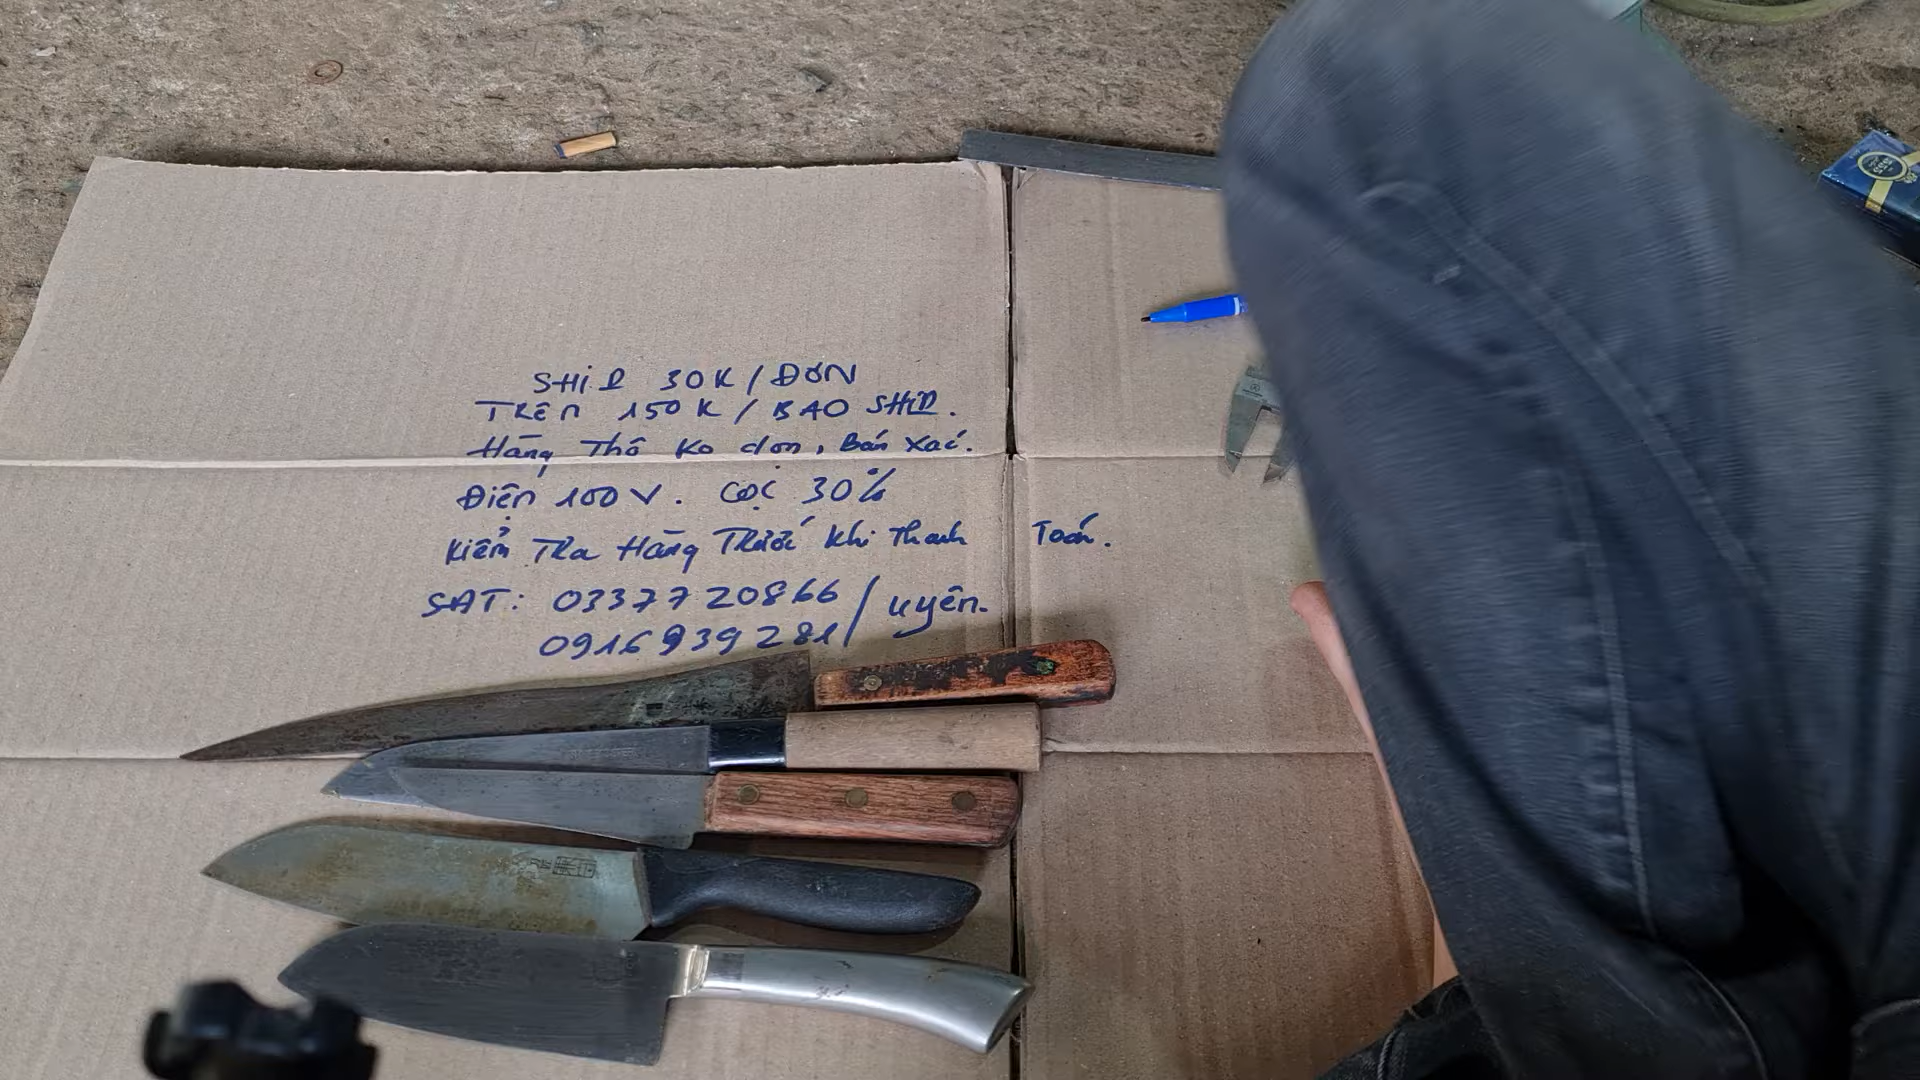 SHiP 30K/ĐƠN
TRÊn 150K/BAO SHIP.
Hàng Thô Ko dọn, Bán Xác.
Điện 100V. CỌC 30%
Kiểm TRa Hàng TRước Khi Thanh Toán.
SĐT: 0337720866/uyên.
0916939281/
555